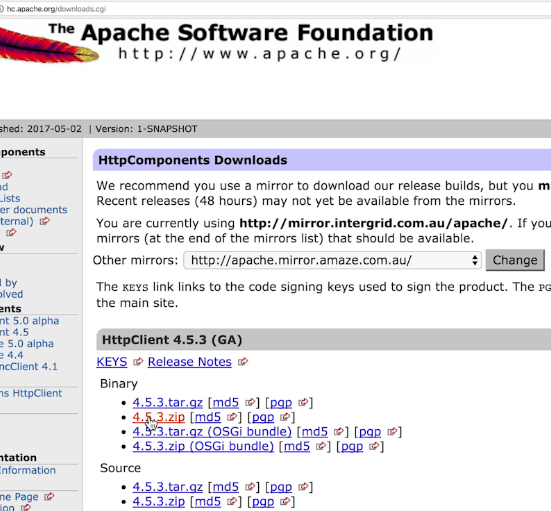 hc.apache.org/downloads.cgi
The Apache Software Foundation
http://www.apache.org/
shed: 2017-05-02 | Version: 1-SNAPSHOT
ponents
ad
Lists
er documents
ternal)
w
d by
olved
ents
nt 5.0 alpha
nt 4.5
e 5.0 alpha
e 4.4
ncClient 4.1
ns HttpClient
ntation
Information
ne Page
ion
HttpComponents Downloads
We recommend you use a mirror to download our release builds, but you m
Recent releases (48 hours) may not yet be available from the mirrors.
You are currently using http://mirror.intergrid.com.au/apache/. If you
mirrors (at the end of the mirrors list) that should be available.
Other mirrors: http://apache.mirror.amaze.com.au/ Change
The KEYS link links to the code signing keys used to sign the product. The PG
the main site.
HttpClient 4.5.3 (GA)
KEYS Release Notes
Binary
• 4.5.3.tar.gz [md5] [pgp]
• 4.5.3.zip [md5] [pgp]
• 4.5.3.tar.gz (OSGi bundle) [md5] [pgp]
• 4.5.3.zip (OSGi bundle) [md5] [pgp]
Source
• 4.5.3.tar.gz [md5] [pgp]
• 4.5.3.zip [md5] [pgp]